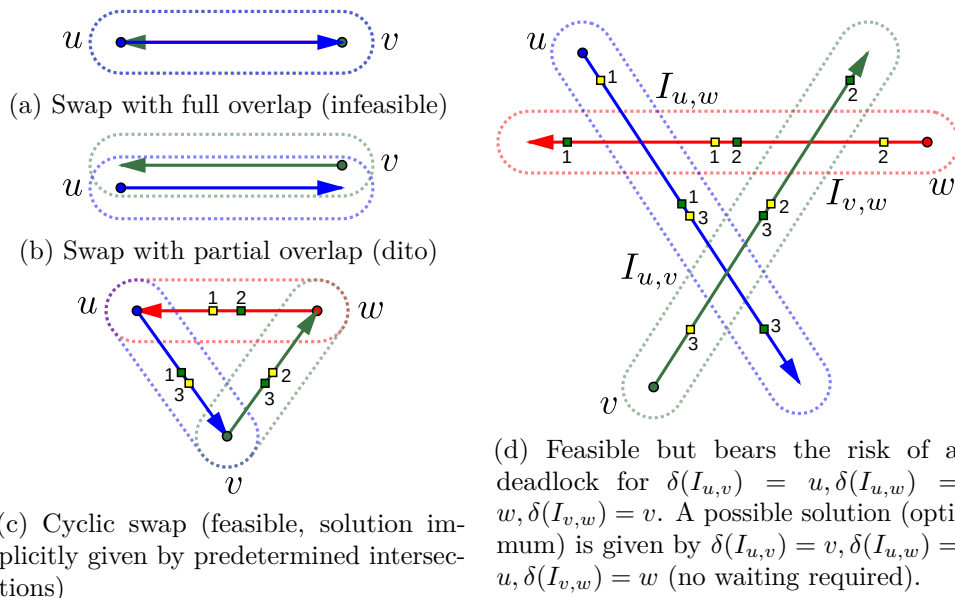 u
v
(a) Swap with full overlap (infeasible)
u
v
(b) Swap with partial overlap (dito)
u
w
1
2
1
3
2
3
v
(c) Cyclic swap (feasible, solution im-
plicitly given by predetermined intersec-
tions)
u
1
I_{u,w}
2
1
1
2
2
w
I_{v,w}
1
3
2
3
I_{u,v}
3
3
v
(d) Feasible but bears the risk of a
deadlock for δ(I_{u,v}) = u, δ(I_{u,w}) =
w, δ(I_{v,w}) = v. A possible solution (opti-
mum) is given by δ(I_{u,v}) = v, δ(I_{u,w}) =
u, δ(I_{v,w}) = w (no waiting required).